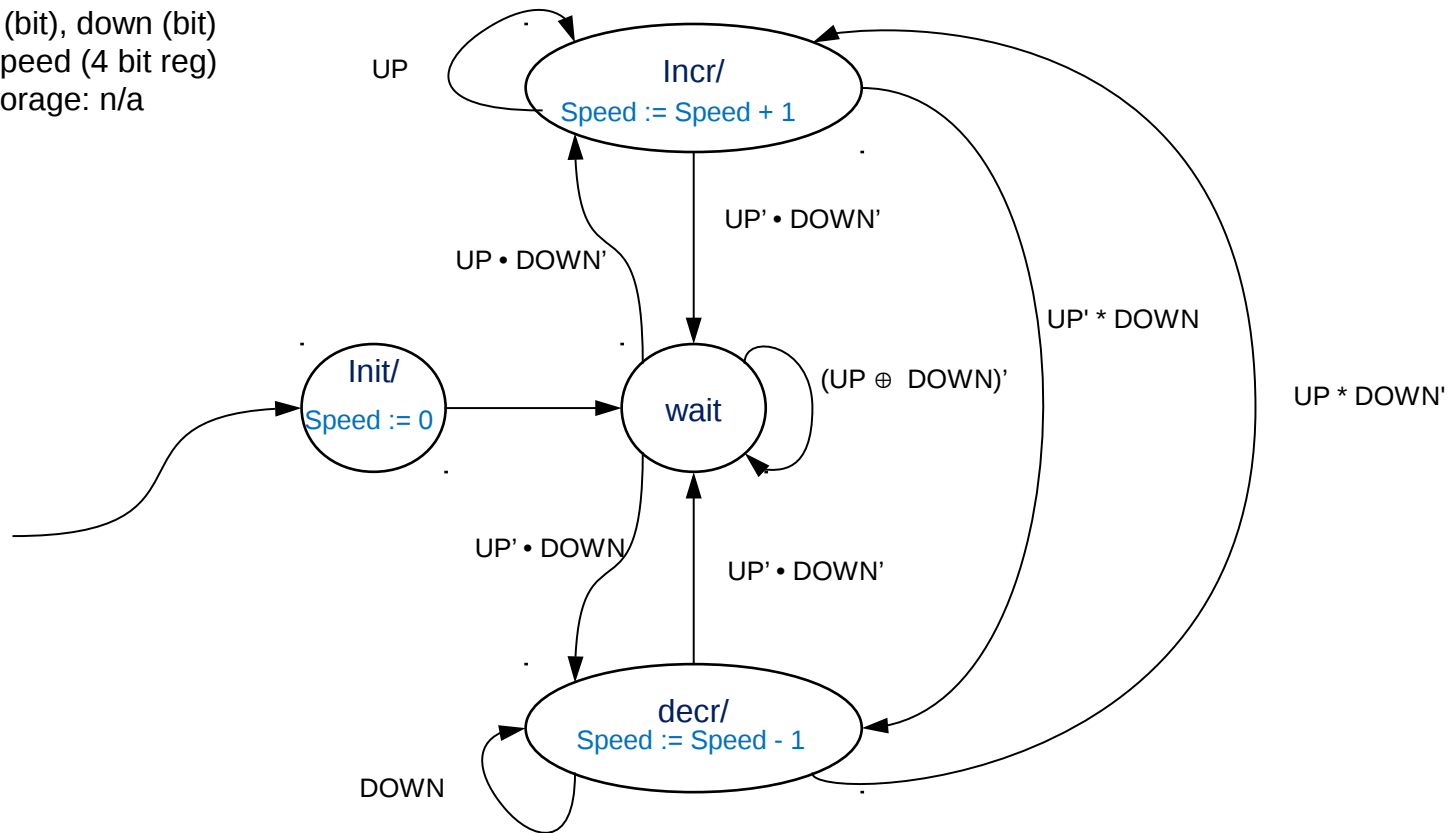 (bit), down (bit)
peed (4 bit reg)
orage: n/a
UP
Incr/
Speed := Speed + 1
UP’ • DOWN’
UP • DOWN’
UP' * DOWN
Init/
Speed := 0
wait
(UP ⊕ DOWN)’
UP * DOWN'
UP’ • DOWN
UP’ • DOWN’
decr/
Speed := Speed - 1
DOWN